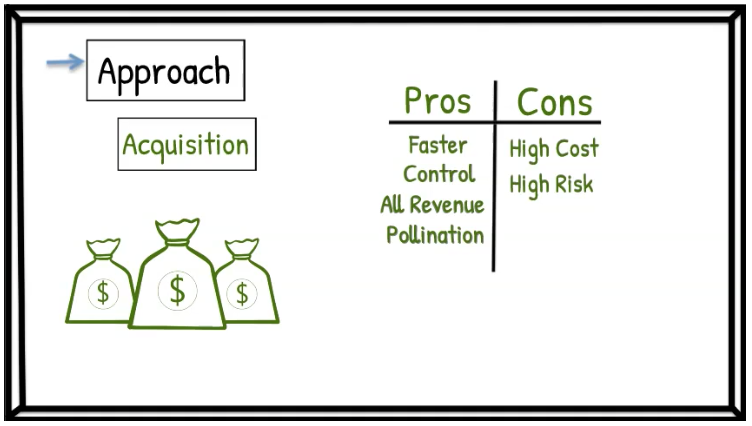 Approach
Acquisition
$ $ $
Pros Cons
Faster High Cost
Control High Risk
All Revenue
Pollination